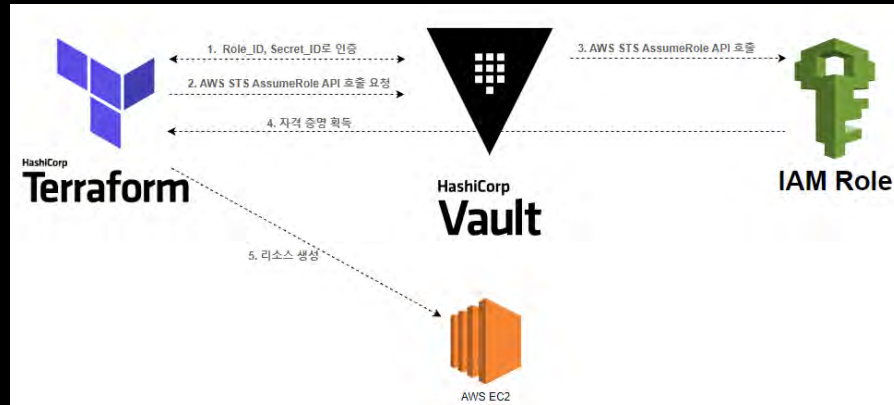 1. Role_ID, Secret_ID로 인증
3. AWS STS AssumeRole API 호출
2. AWS STS AssumeRole API 호출 요청
4. 자격 증명 획득
HashiCorp
Terraform
HashiCorp
Vault
IAM Role
5. 리소스 생성
AWS EC2